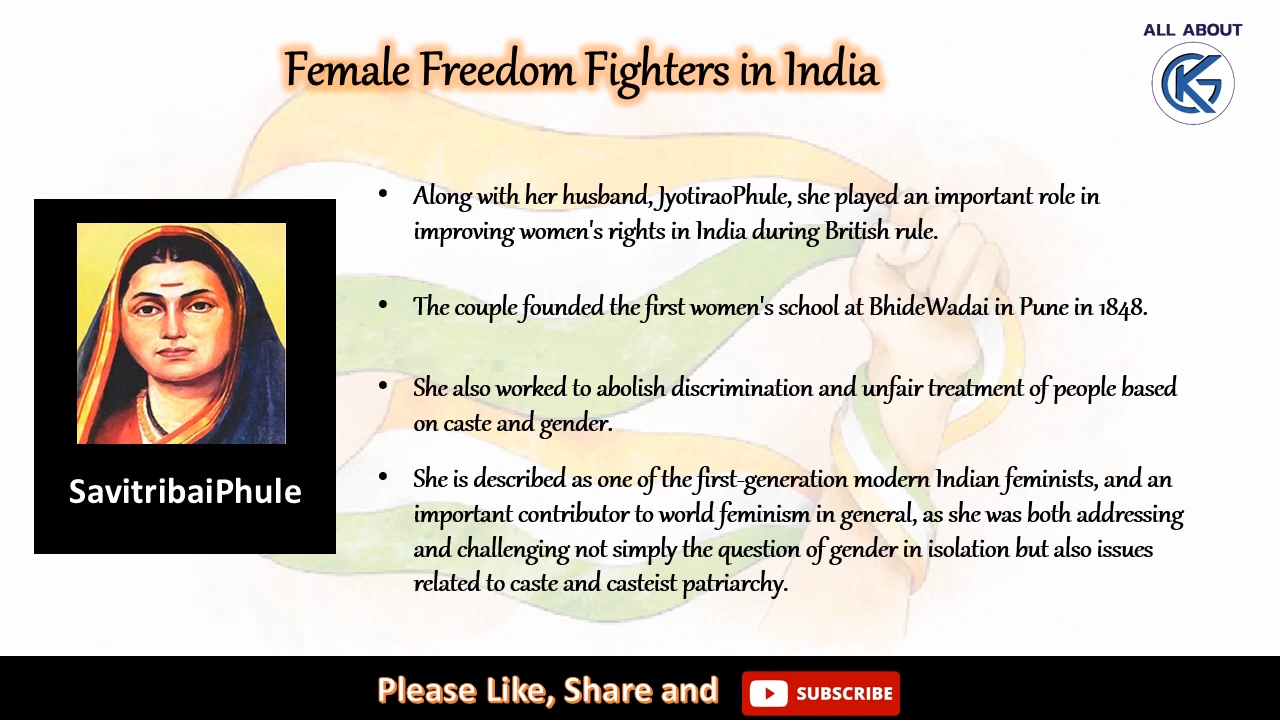 ALL ABOUT
GK
Female Freedom Fighters in India
• Along with her husband, JyotiraoPhule, she played an important role in
improving women's rights in India during British rule.
• The couple founded the first women's school at BhideWadai in Pune in 1848.
• She also worked to abolish discrimination and unfair treatment of people based
on caste and gender.
• She is described as one of the first-generation modern Indian feminists, and an
important contributor to world feminism in general, as she was both addressing
and challenging not simply the question of gender in isolation but also issues
related to caste and casteist patriarchy.
SavitribaiPhule
Please Like, Share and
SUBSCRIBE